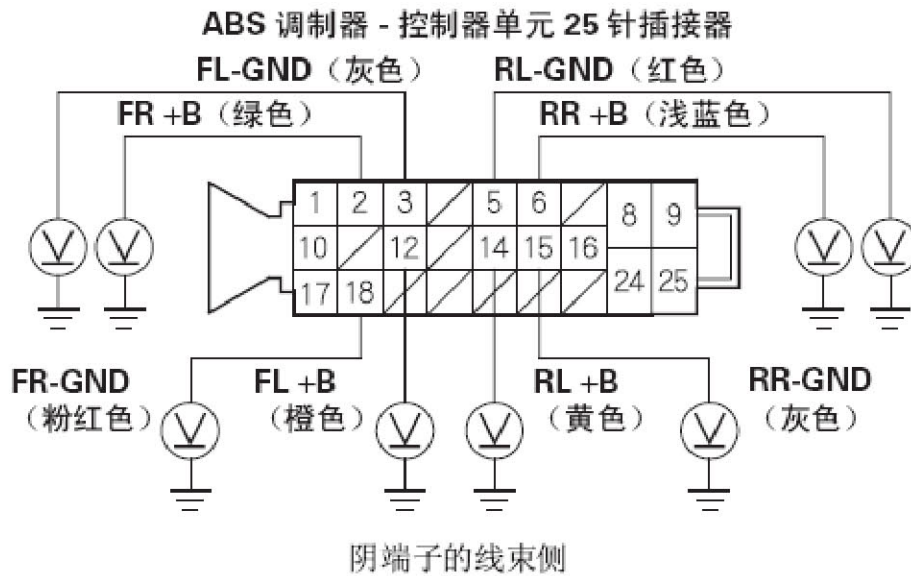 ABS 调制器 - 控制器单元 25 针插接器
FL-GND（灰色） RL-GND（红色）
FR +B（绿色） RR +B（浅蓝色）
1 2 3 5 6 8 9
V V 10 12 14 15 16 V V
17 18 24 25
FR-GND FL +B RL +B RR-GND
（粉红色） （橙色） （黄色） （灰色）
V V V V
阴端子的线束侧